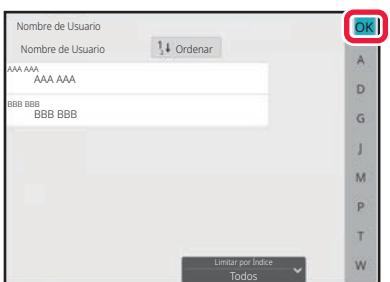 Nombre de Usuario
OK
Nombre de Usuario
Ordenar
AAA AAA
AAA AAA
BBB BBB
BBB BBB
A
D
G
J
M
P
T
W
Limitar por Índice
Todos